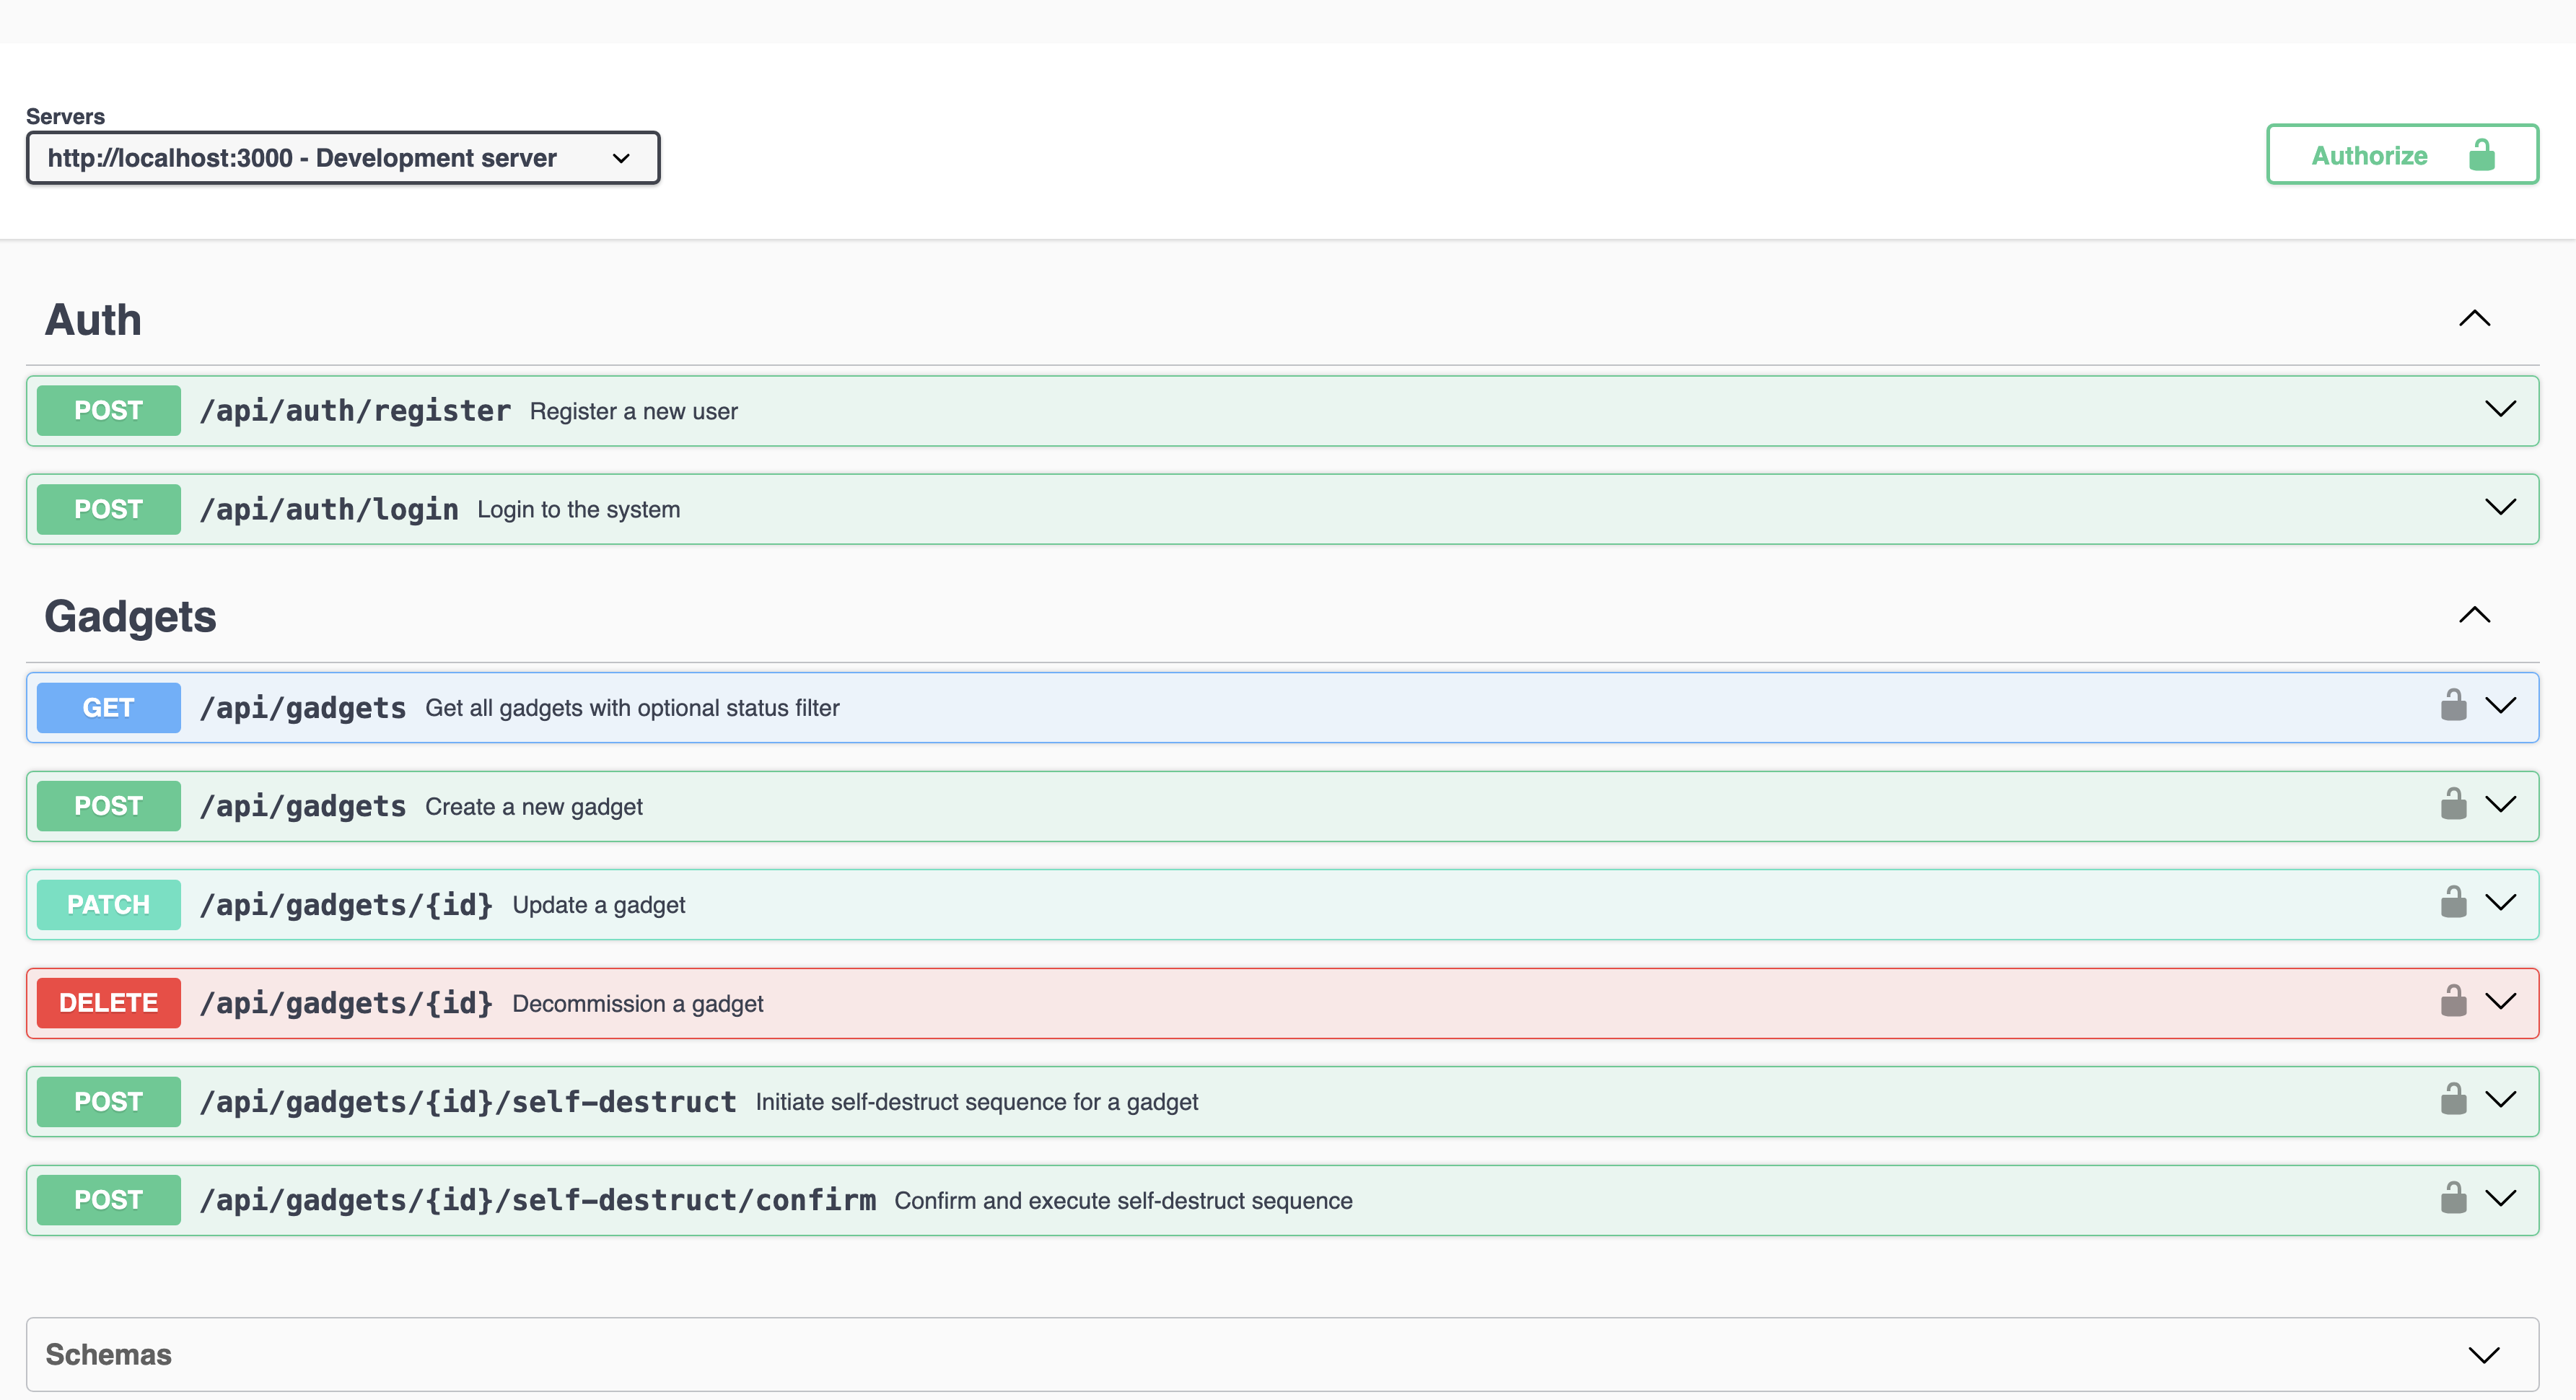 Servers
http://localhost:3000 - Development server
Authorize
Auth
POST /api/auth/register Register a new user
POST /api/auth/login Login to the system
Gadgets
GET /api/gadgets Get all gadgets with optional status filter
POST /api/gadgets Create a new gadget
PATCH /api/gadgets/{id} Update a gadget
DELETE /api/gadgets/{id} Decommission a gadget
POST /api/gadgets/{id}/self-destruct Initiate self-destruct sequence for a gadget
POST /api/gadgets/{id}/self-destruct/confirm Confirm and execute self-destruct sequence
Schemas